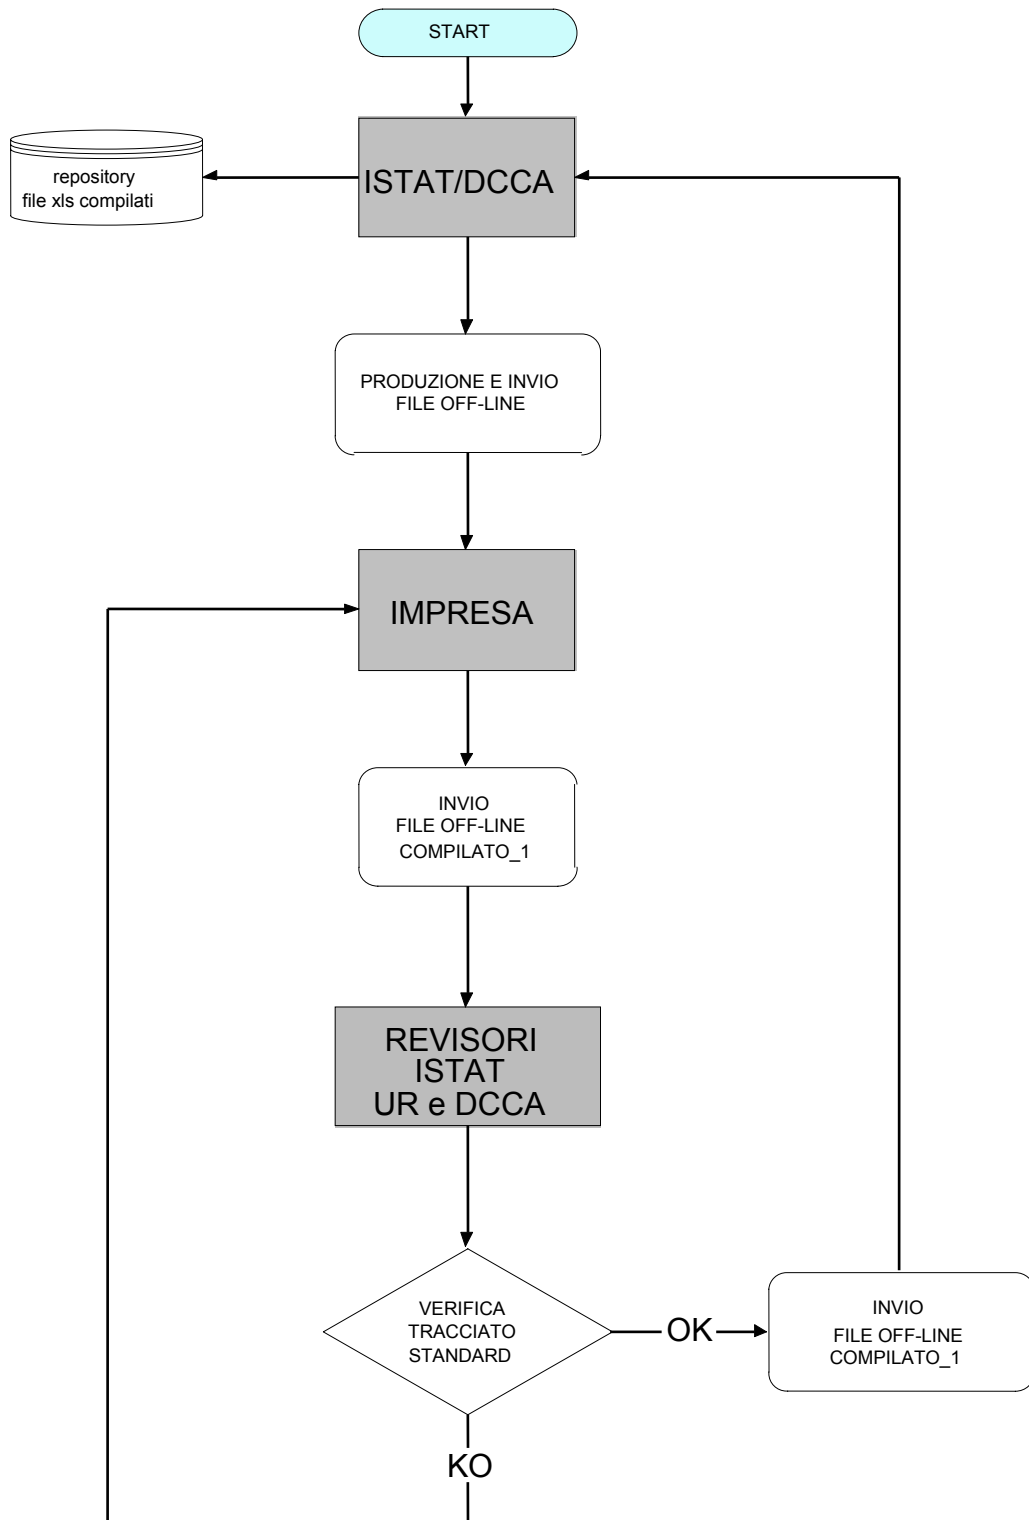 START
ISTAT/DCCA
repository
file xls compilati
PRODUZIONE E INVIO
FILE OFF-LINE
IMPRESA
INVIO
FILE OFF-LINE
COMPILATO_1
REVISORI
ISTAT
UR e DCCA
VERIFICA
TRACCIATO
STANDARD
OK
INVIO
FILE OFF-LINE
COMPILATO_1
KO